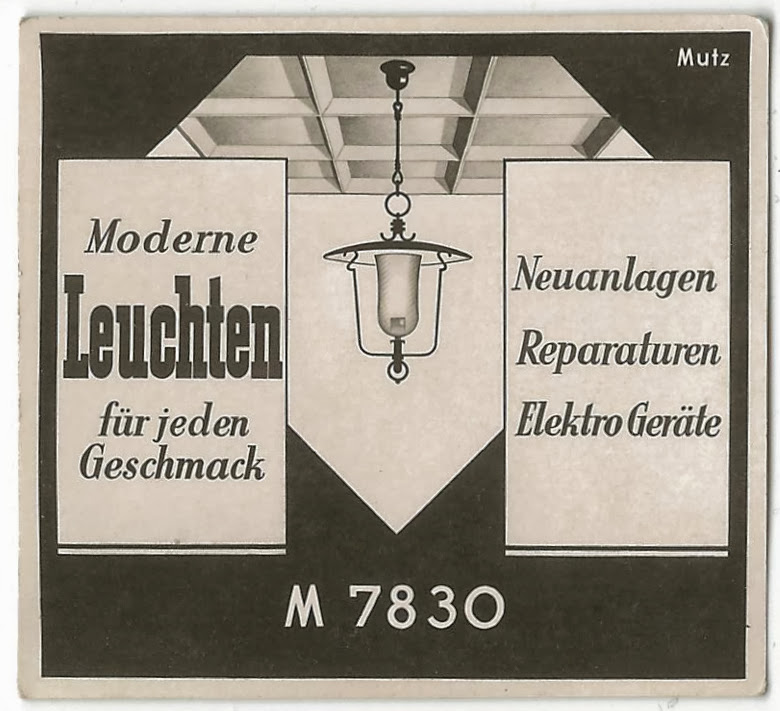 Mutz
Moderne
Leuchten
für jeden
Geschmack
Neuanlagen
Reparaturen
Elektro Geräte
M 7830